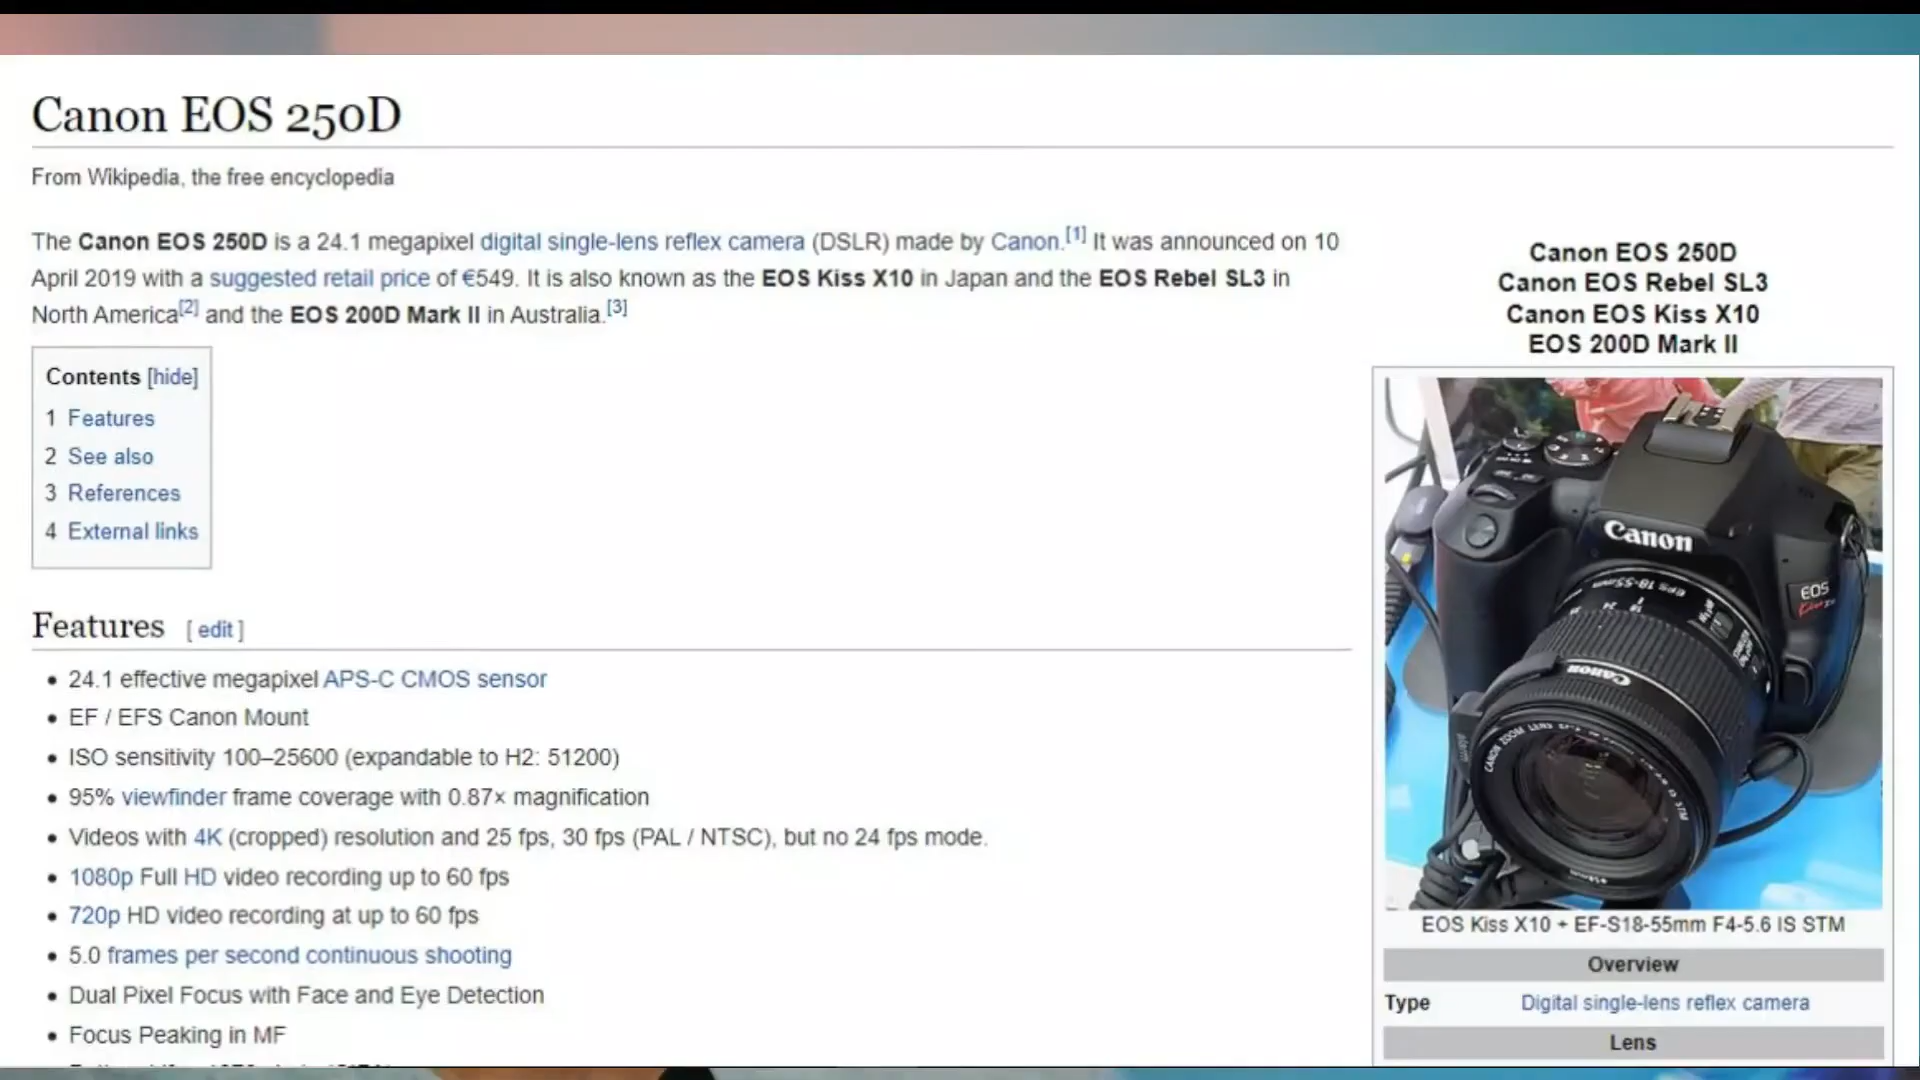 Canon EOS 250D
From Wikipedia, the free encyclopedia
The Canon EOS 250D is a 24.1 megapixel digital single-lens reflex camera (DSLR) made by Canon.[1] It was announced on 10
April 2019 with a suggested retail price of €549. It is also known as the EOS Kiss X10 in Japan and the EOS Rebel SL3 in
North America[2] and the EOS 200D Mark II in Australia.[3]
Contents [hide]
1 Features
2 See also
3 References
4 External links
Features [ edit ]
• 24.1 effective megapixel APS-C CMOS sensor
• EF / EFS Canon Mount
• ISO sensitivity 100–25600 (expandable to H2: 51200)
• 95% viewfinder frame coverage with 0.87× magnification
• Videos with 4K (cropped) resolution and 25 fps, 30 fps (PAL / NTSC), but no 24 fps mode.
• 1080p Full HD video recording up to 60 fps
• 720p HD video recording at up to 60 fps
• 5.0 frames per second continuous shooting
• Dual Pixel Focus with Face and Eye Detection
• Focus Peaking in MF
Canon EOS 250D
Canon EOS Rebel SL3
Canon EOS Kiss X10
EOS 200D Mark II
Canon
EOS
Kiss
EFS 18-55mm
Canon
CANON ZOOM LENS
EOS Kiss X10 + EF-S18-55mm F4-5.6 IS STM
Overview
Type Digital single-lens reflex camera
Lens